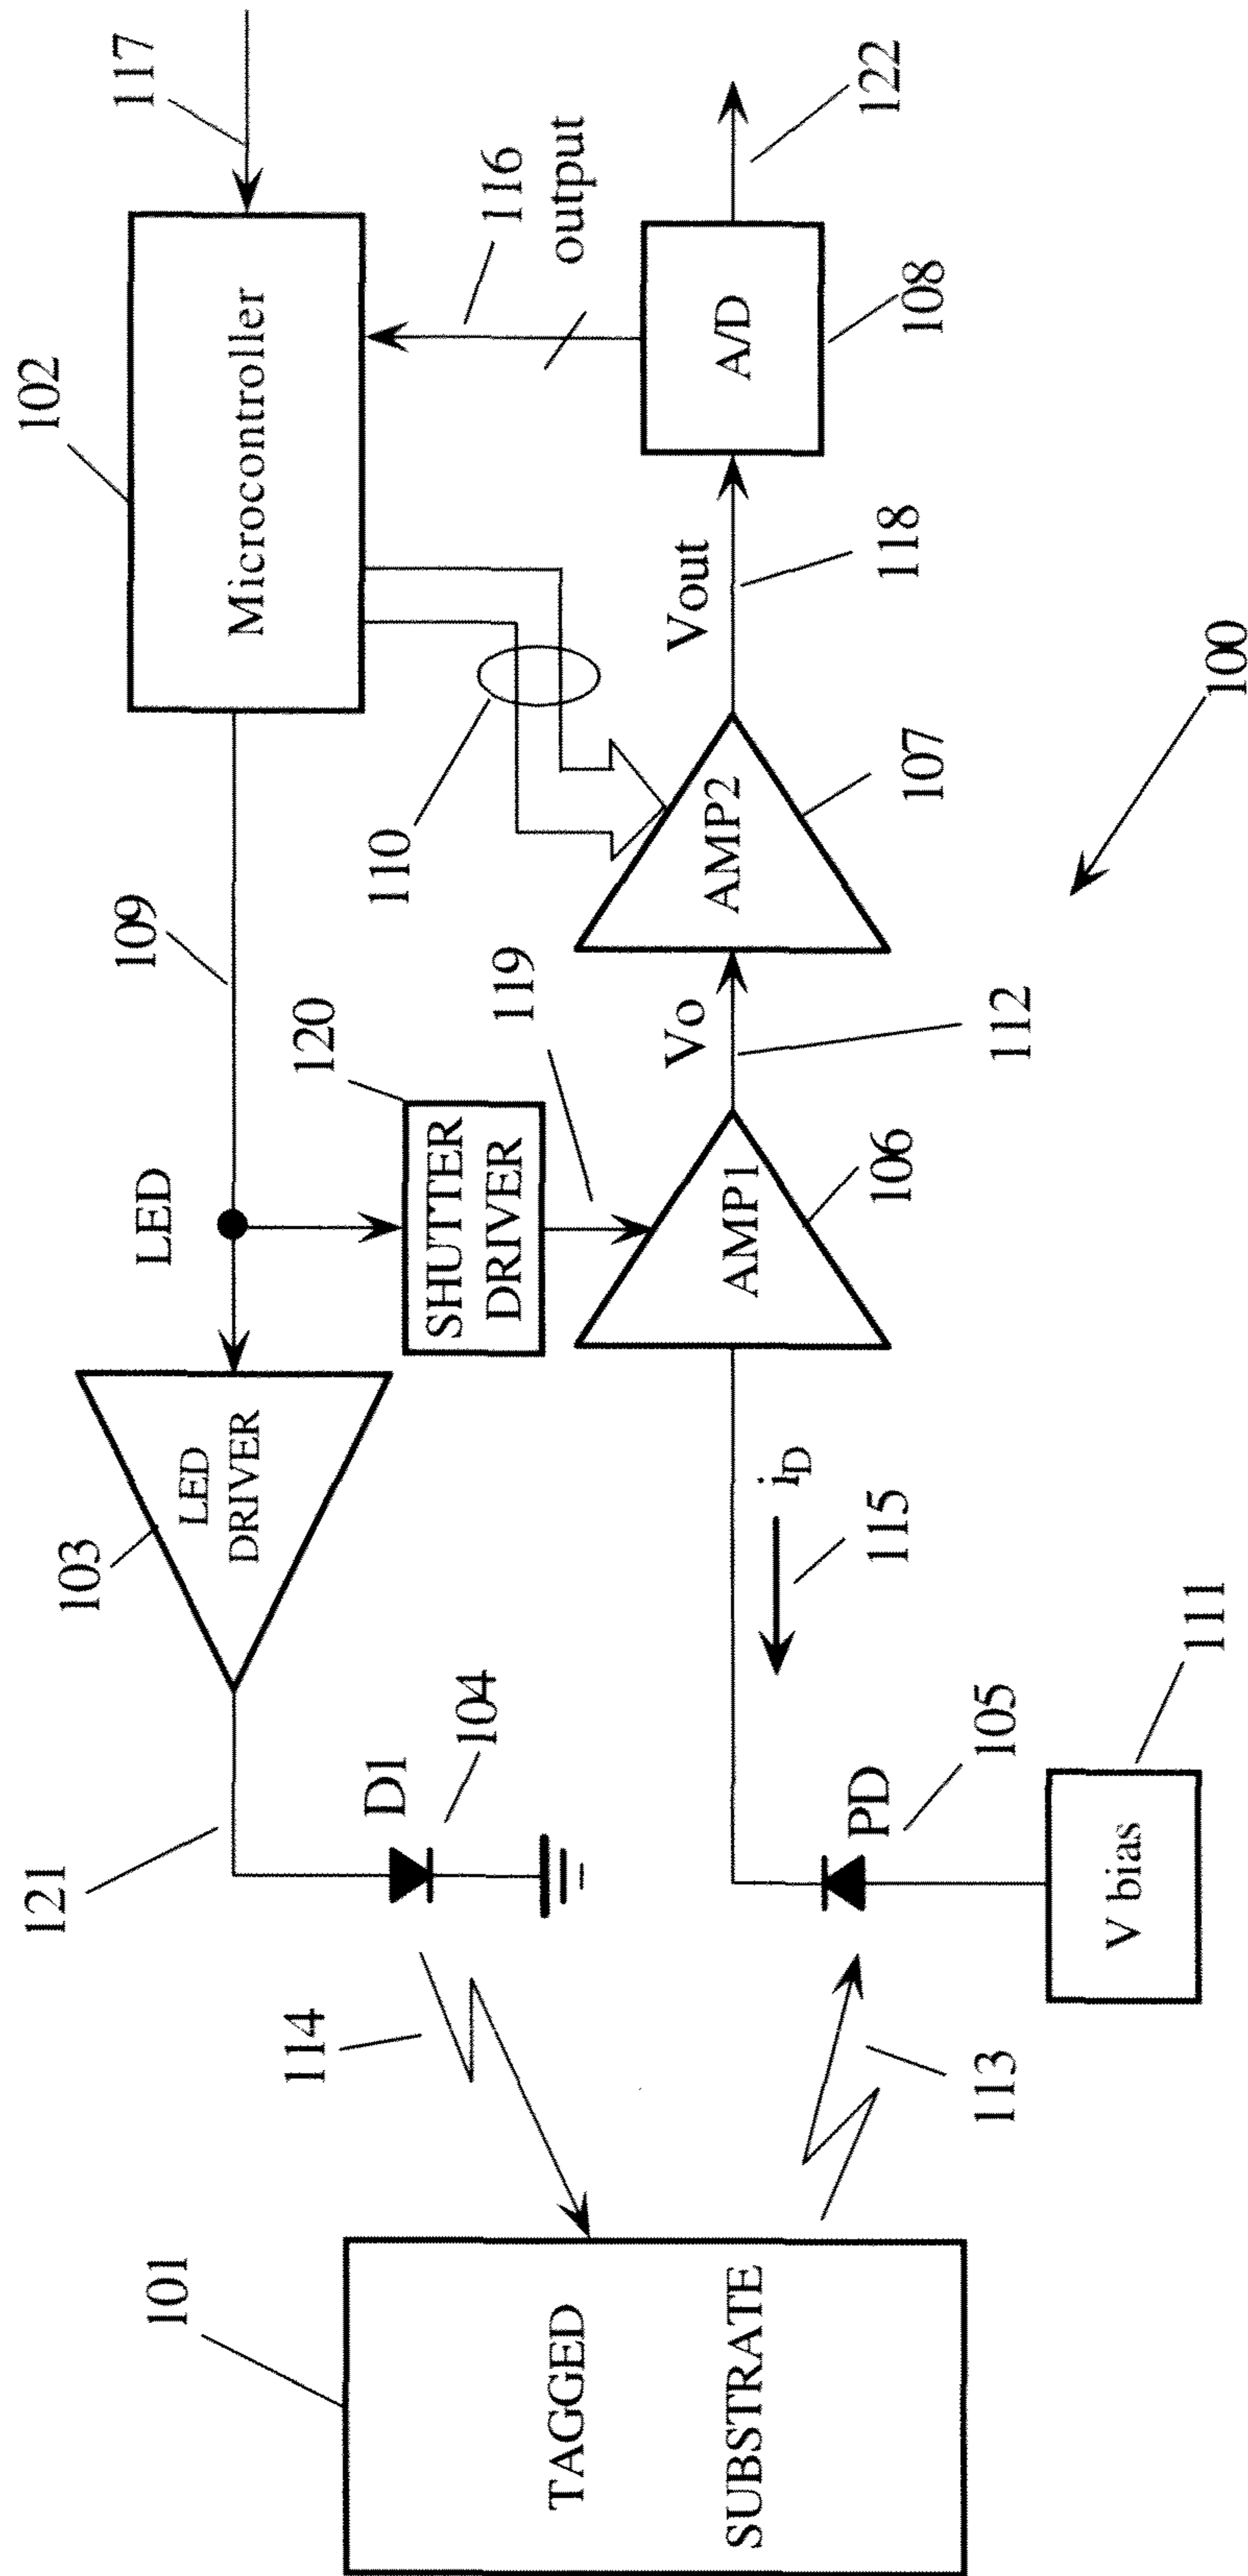 101
TAGGED
SUBSTRATE
121
114
113
D1
104
PD
105
V bias
111
103
LED
DRIVER
iD
115
LED
109
120
SHUTTER
DRIVER
119
AMP1
106
Vo
112
110
AMP2
107
Vout
118
100
102
Microcontroller
117
116
output
A/D
108
122